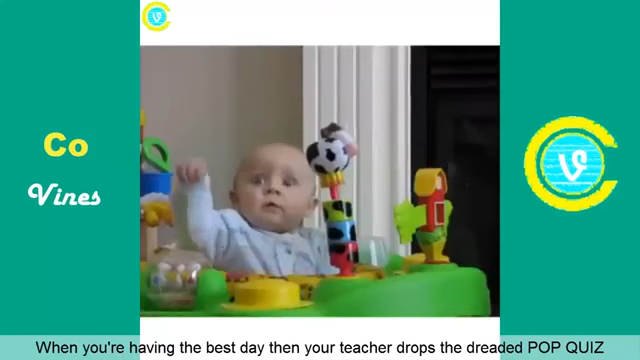 Co
Vines
When you're having the best day then your teacher drops the dreaded POP QUIZ